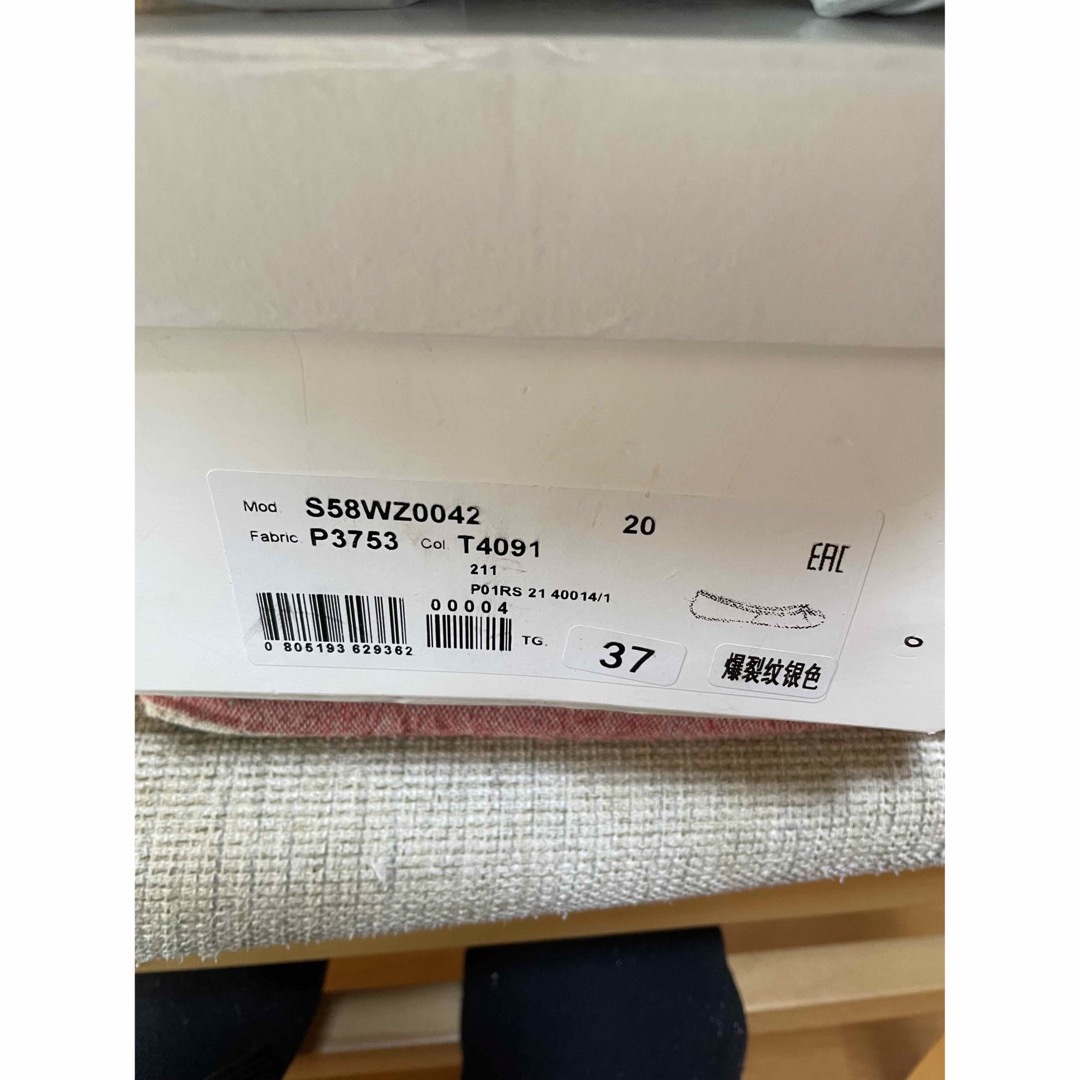 Mod. S58WZ0042 20
Fabric P3753 Col. T4091
EAC
211
P01RS 21 40014/1
00004
0 805193 629362
TG. 37
爆裂纹银色